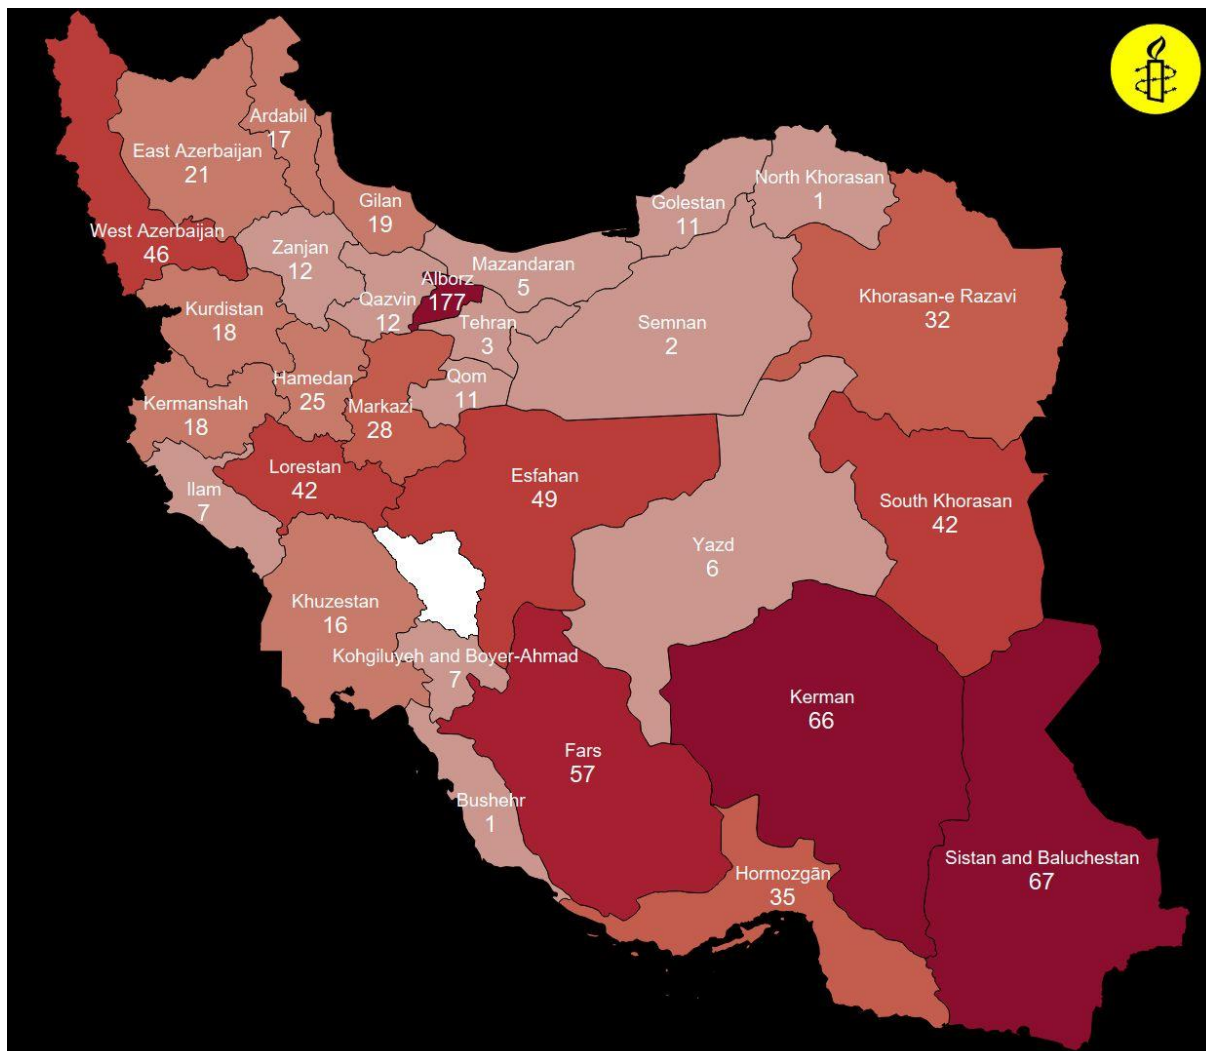 Ardabil
17
East Azerbaijan
21
North Khorasan
1
Gilan
19
Golestan
11
West Azerbaijan
46
Zanjan
12
Mazandaran
5
Alborz
177
Qazvin
12
Khorasan-e Razavi
32
Kurdistan
18
Tehran
3
Semnan
2
Hamedan
25
Qom
11
Kermanshah
18
Markazi
28
Lorestan
42
Esfahan
49
Ilam
7
South Khorasan
42
Yazd
6
Khuzestan
16
Kohgiluyeh and Boyer-Ahmad
7
Kerman
66
Fars
57
Bushehr
1
Sistan and Baluchestan
67
Hormozgān
35